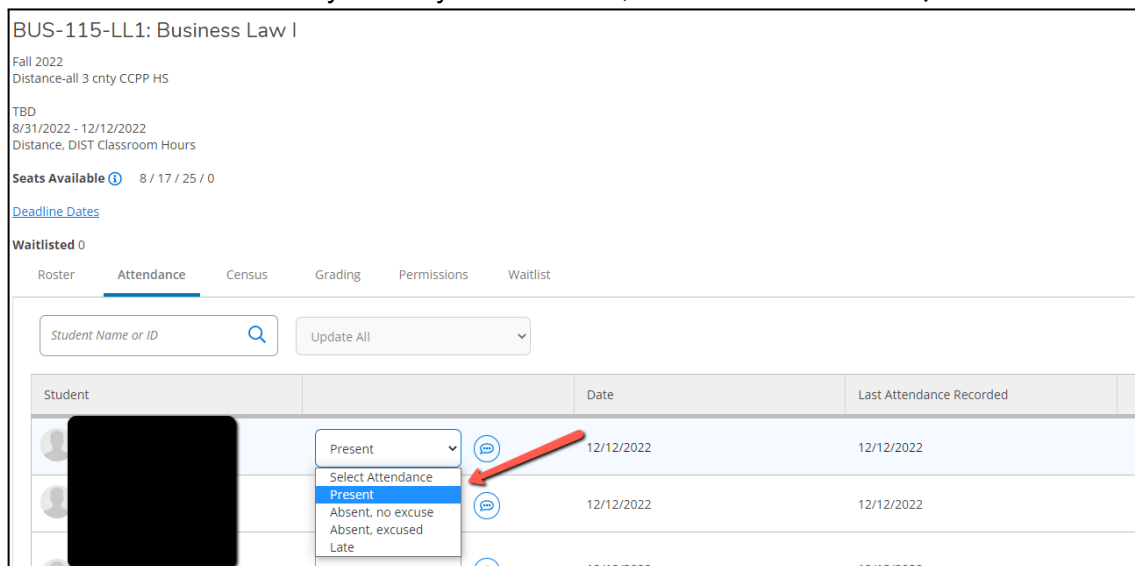 BUS-115-LL1: Business Law I
Fall 2022
Distance-all 3 cnty CCPP HS
TBD
8/31/2022 - 12/12/2022
Distance, DIST Classroom Hours
Seats Available 8 / 17 / 25 / 0
Deadline Dates
Waitlisted 0
Roster Attendance Census Grading Permissions Waitlist
Student Name or ID Update All
Student Date Last Attendance Recorded
Present 12/12/2022 12/12/2022
Select Attendance
Present
Absent, no excuse 12/12/2022 12/12/2022
Absent, excused
Late